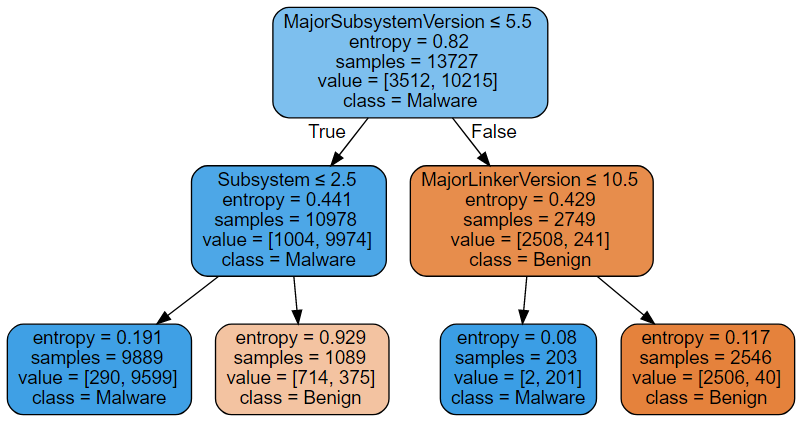 MajorSubsystemVersion ≤ 5.5
entropy = 0.82
samples = 13727
value = [3512, 10215]
class = Malware
True
False
Subsystem ≤ 2.5
entropy = 0.441
samples = 10978
value = [1004, 9974]
class = Malware
MajorLinkerVersion ≤ 10.5
entropy = 0.429
samples = 2749
value = [2508, 241]
class = Benign
entropy = 0.191
samples = 9889
value = [290, 9599]
class = Malware
entropy = 0.929
samples = 1089
value = [714, 375]
class = Benign
entropy = 0.08
samples = 203
value = [2, 201]
class = Malware
entropy = 0.117
samples = 2546
value = [2506, 40]
class = Benign